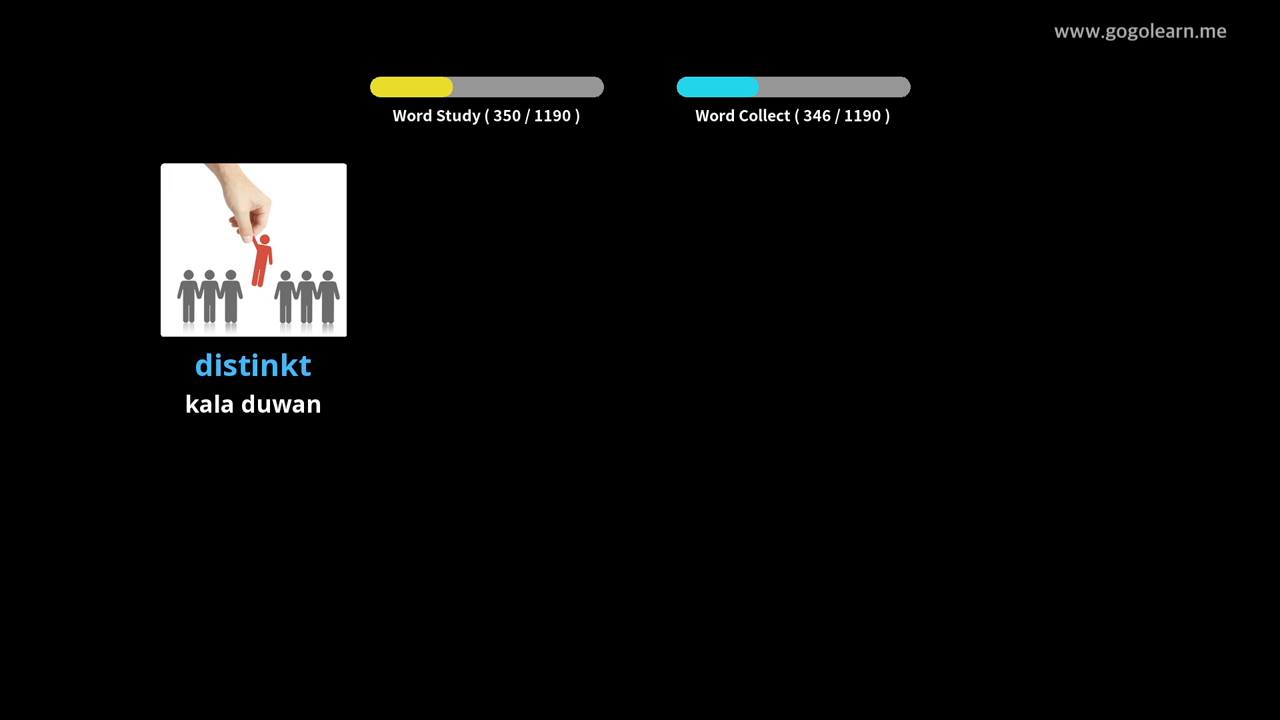 www.gogolearn.me
Word Study ( 350 / 1190 )
Word Collect ( 346 / 1190 )
distinkt
kala duwan